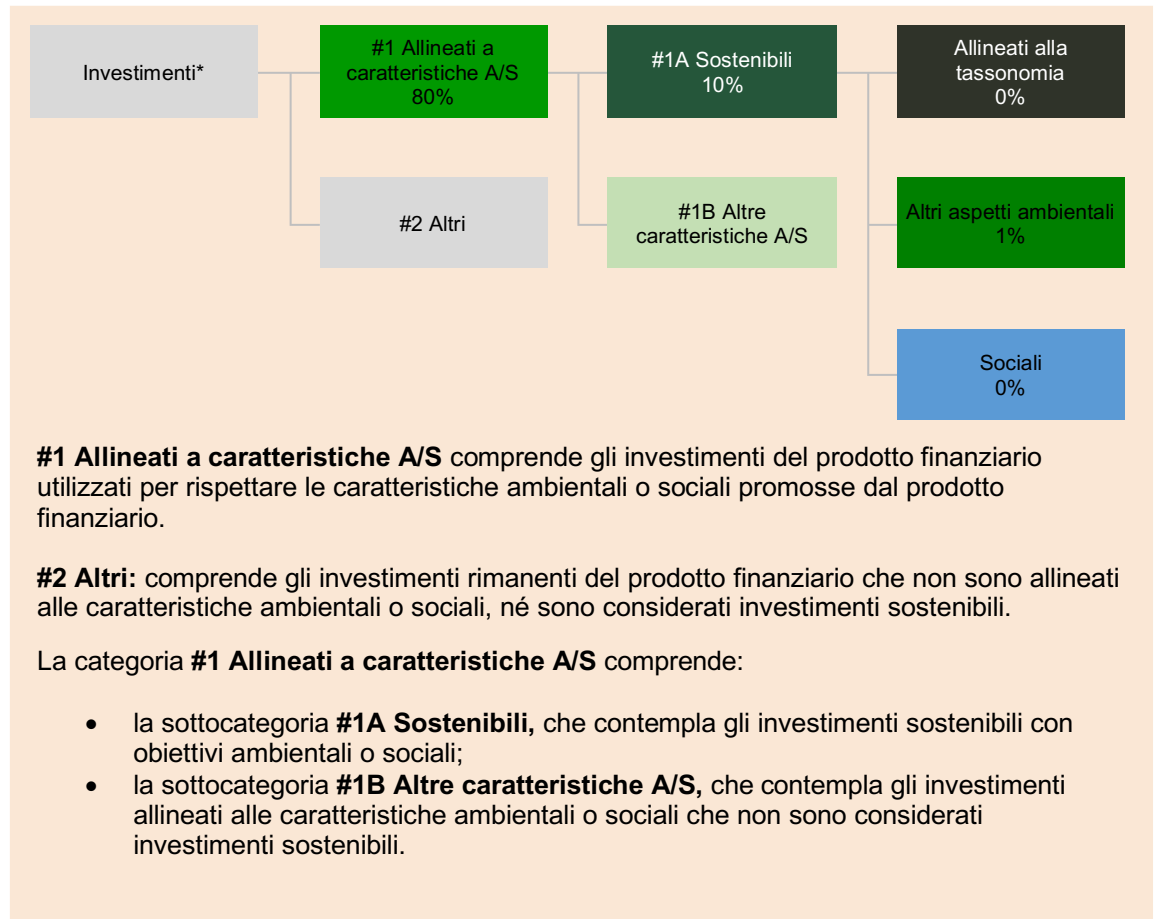 Investimenti*
#1 Allineati a
caratteristiche A/S
80%
#1A Sostenibili
10%
Allineati alla
tassonomia
0%
#2 Altri
#1B Altre
caratteristiche A/S
Altri aspetti ambientali
1%
Sociali
0%
#1 Allineati a caratteristiche A/S comprende gli investimenti del prodotto finanziario
utilizzati per rispettare le caratteristiche ambientali o sociali promosse dal prodotto
finanziario.
#2 Altri: comprende gli investimenti rimanenti del prodotto finanziario che non sono allineati
alle caratteristiche ambientali o sociali, né sono considerati investimenti sostenibili.
La categoria #1 Allineati a caratteristiche A/S comprende:
• la sottocategoria #1A Sostenibili, che contempla gli investimenti sostenibili con
obiettivi ambientali o sociali;
• la sottocategoria #1B Altre caratteristiche A/S, che contempla gli investimenti
allineati alle caratteristiche ambientali o sociali che non sono considerati
investimenti sostenibili.